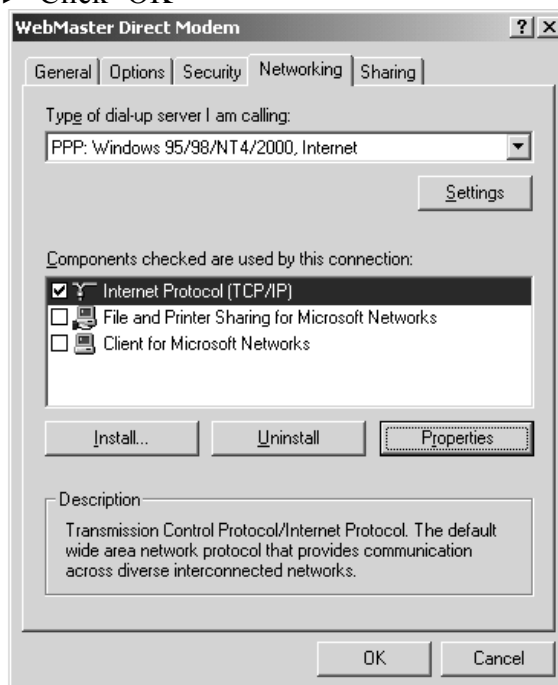 Click "OK"
WebMaster Direct Modem
General Options Security Networking Sharing
Type of dial-up server I am calling:
PPP: Windows 95/98/NT4/2000, Internet
Settings
Components checked are used by this connection:
Internet Protocol (TCP/IP)
File and Printer Sharing for Microsoft Networks
Client for Microsoft Networks
Install... Uninstall Properties
Description
Transmission Control Protocol/Internet Protocol. The default
wide area network protocol that provides communication
across diverse interconnected networks.
OK Cancel